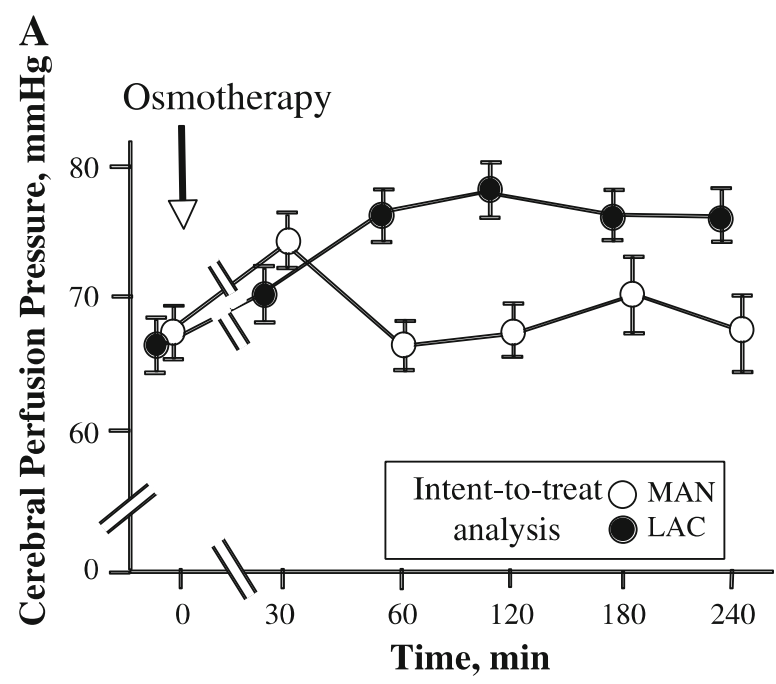 A
Cerebral Perfusion Pressure, mmHg
Osmotherapy
80
70
60
0
Intent-to-treat
analysis
MAN
LAC
0 30 60 120 180 240
Time, min